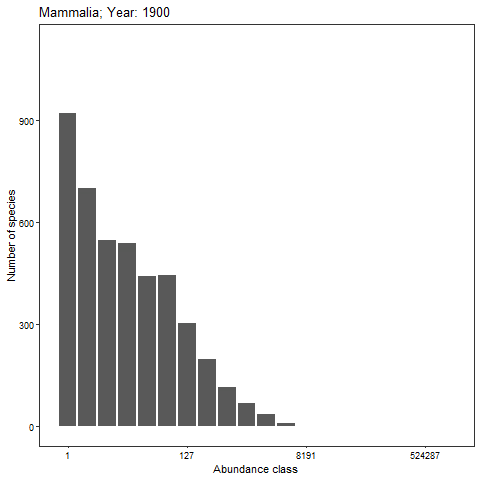 Mammalia; Year: 1900
Number of species
900
600
300
0
1
127
8191
524287
Abundance class